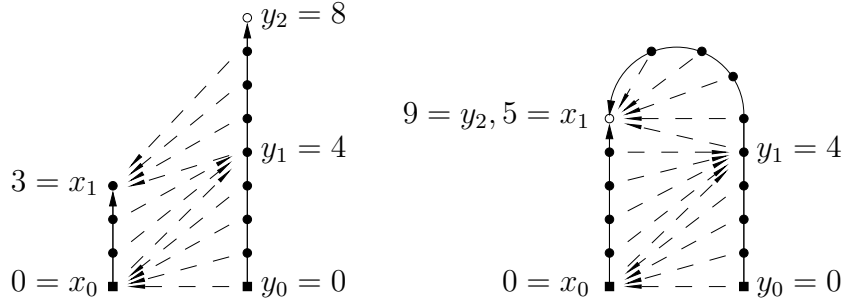 y₂ = 8
9 = y₂, 5 = x₁
y₁ = 4
y₁ = 4
3 = x₁
0 = x₀
y₀ = 0
0 = x₀
y₀ = 0